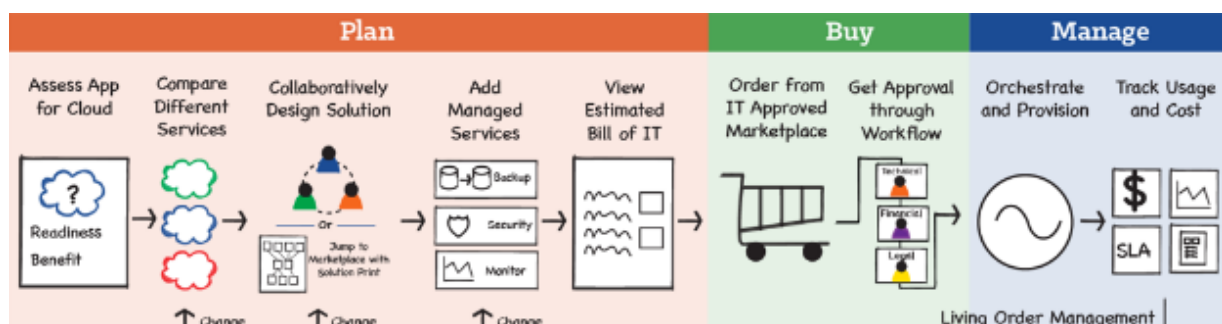 Plan
Buy
Manage
Assess App
for Cloud
Compare
Different
Services
Collaboratively
Design Solution
Add
Managed
Services
View
Estimated
Bill of IT
Order from
IT Approved
Marketplace
Get Approval
through
Workflow
Orchestrate
and Provision
Track Usage
and Cost
?
Readiness
Benefit
Or
Jump to
Marketplace with
Solution Print
Backup
Security
Monitor
Technical
Financial
Legal
$
SLA
Change
Change
Change
Living Order Management